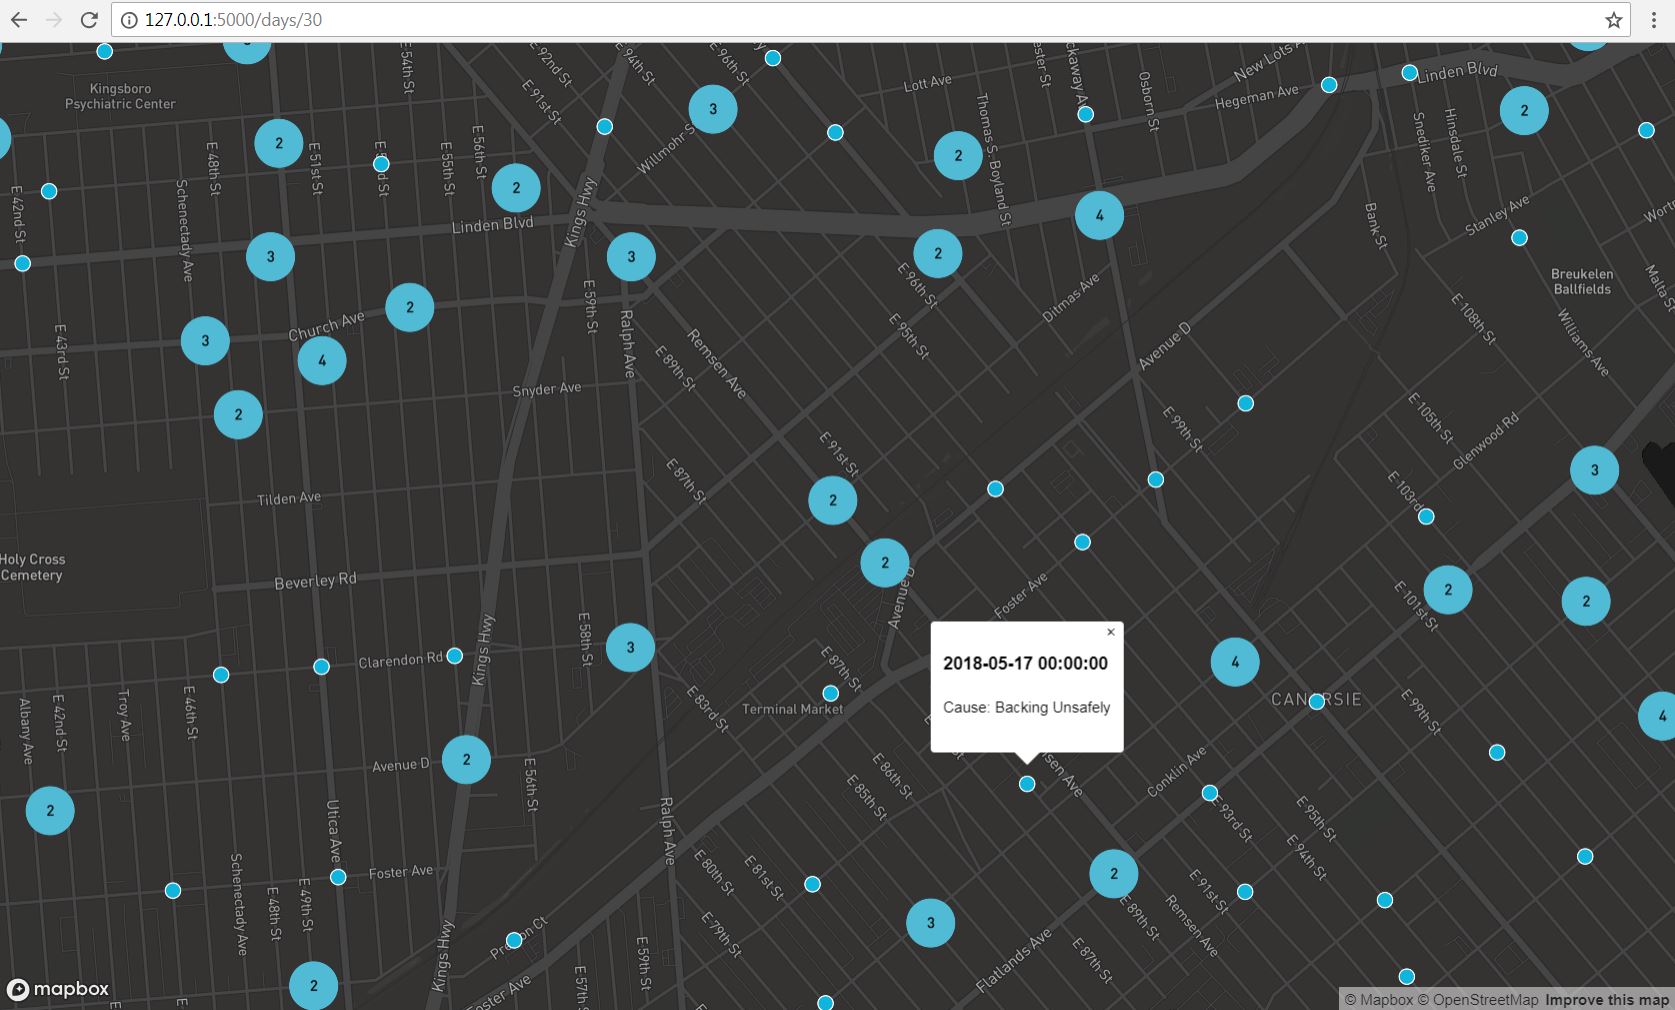 127.0.0.1:5000/days/30
Kingsboro
Psychiatric Center
E 54th St
E 92nd St
E 94th St
E 96th St
E 91st St
Lott Ave
Thomas S. Boyland St
Osborn St
New Lots A
Hegeman Ave
Linden Blvd
Snediker Ave
Hinsdale St
3
2
2
2
2
E 42nd St
Schenectady Ave
E 48th St
E 51st St
E 55th St
E 56th St
Willmohr S
2
4
Linden Blvd
Kings Hwy
Bank St
Stanley Ave
3
3
2
Breukelen
Ballfields
Malta S
E 96th St
Ditmas Ave
E 59th St
2
Church Ave
E 43rd St
3
4
Ralph Ave
Remsen Ave
E 89th St
E 95th St
Avenue D
E 108th St
Williams Ave
Snyder Ave
2
E 99th St
E 105th St
Glenwood Rd
E 91st St
E 87th St
3
Tilden Ave
2
E 103rd
Holy Cross
Cemetery
Beverley Rd
2
Avenue D
Foster Ave
2
2
E 101st St
Clarendon Rd
Kings Hwy
E 58th St
3
E 87th St
4
×
2018-05-17 00:00:00
Cause: Backing Unsafely
Albany Ave
E 42nd St
Troy Ave
E 46th St
E 83rd St
Terminal Market
E 99th St
4
Avenue D
2
E 56th St
E 86th St
E 85th St
sen Ave
Conklin Ave
2
Utica Ave
Ralph Ave
E 93rd St
E 95th St
E 94th St
Schenectady Ave
E 48th St
E 49th St
Foster Ave
E 80th St
E 81st St
2
E 91st St
E 89th St
Remsen Ave
3
E 79th St
Kings Hwy
E 59th St
Flatlands Ave
E 87th St
2
Foster Ave
E 57th
mapbox
© Mapbox © OpenStreetMap Improve this map